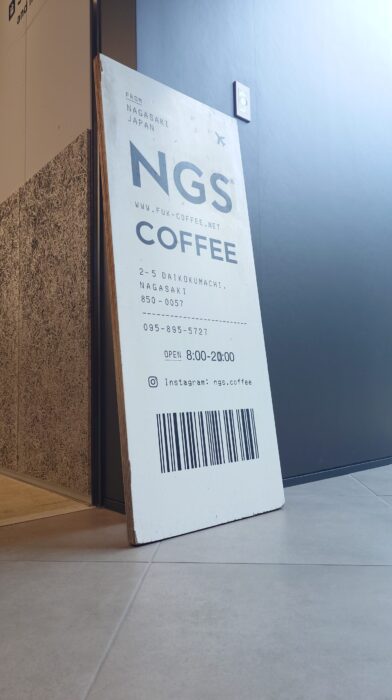 FROM
NAGASAKI
JAPAN
NGS
WWW.FUK-COFFEE.NET
COFFEE
2-5 DAIKOKUMACHI,
NAGASAKI
850-0057
095-895-5727
OPEN 8:00-20:00
Instagram: ngs.coffee